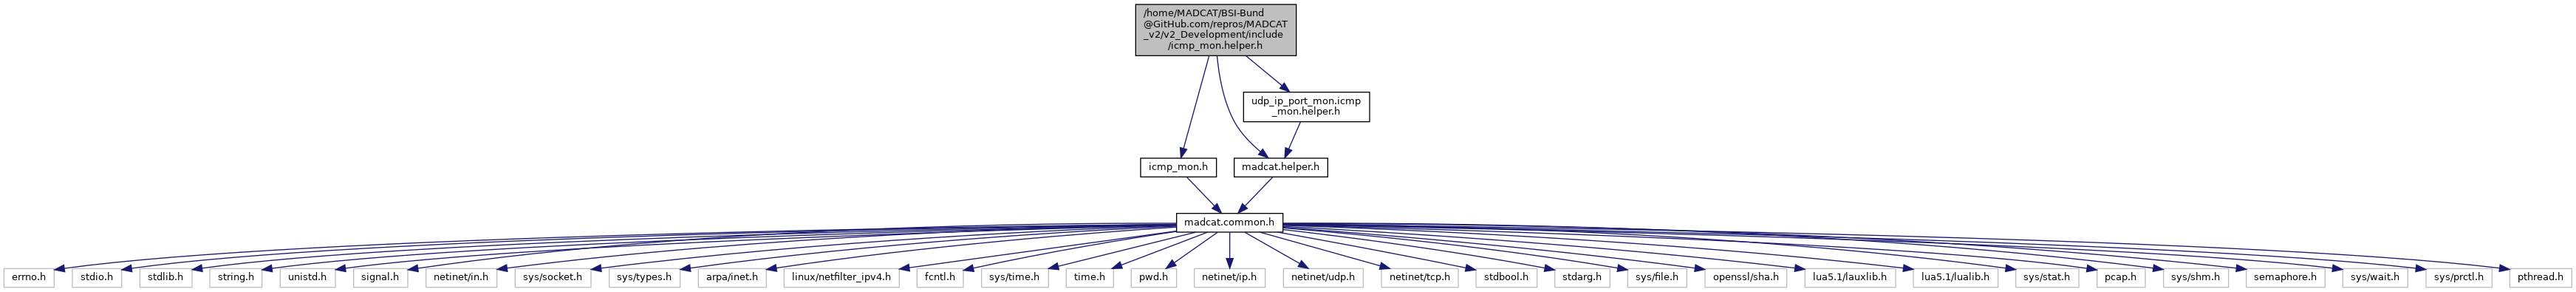 /home/MADCAT/BSI-Bund
@GitHub.com/repros/MADCAT
_v2/v2_Development/include
/icmp_mon.helper.h
udp_ip_port_mon.icmp
_mon.helper.h
icmp_mon.h
madcat.helper.h
madcat.common.h
errno.h
stdio.h
stdlib.h
string.h
unistd.h
signal.h
netinet/in.h
sys/socket.h
sys/types.h
arpa/inet.h
linux/netfilter_ipv4.h
fcntl.h
sys/time.h
time.h
pwd.h
netinet/ip.h
netinet/udp.h
netinet/tcp.h
stdbool.h
stdarg.h
sys/file.h
openssl/sha.h
lua5.1/lauxlib.h
lua5.1/lualib.h
sys/stat.h
pcap.h
sys/shm.h
semaphore.h
sys/wait.h
sys/prctl.h
pthread.h